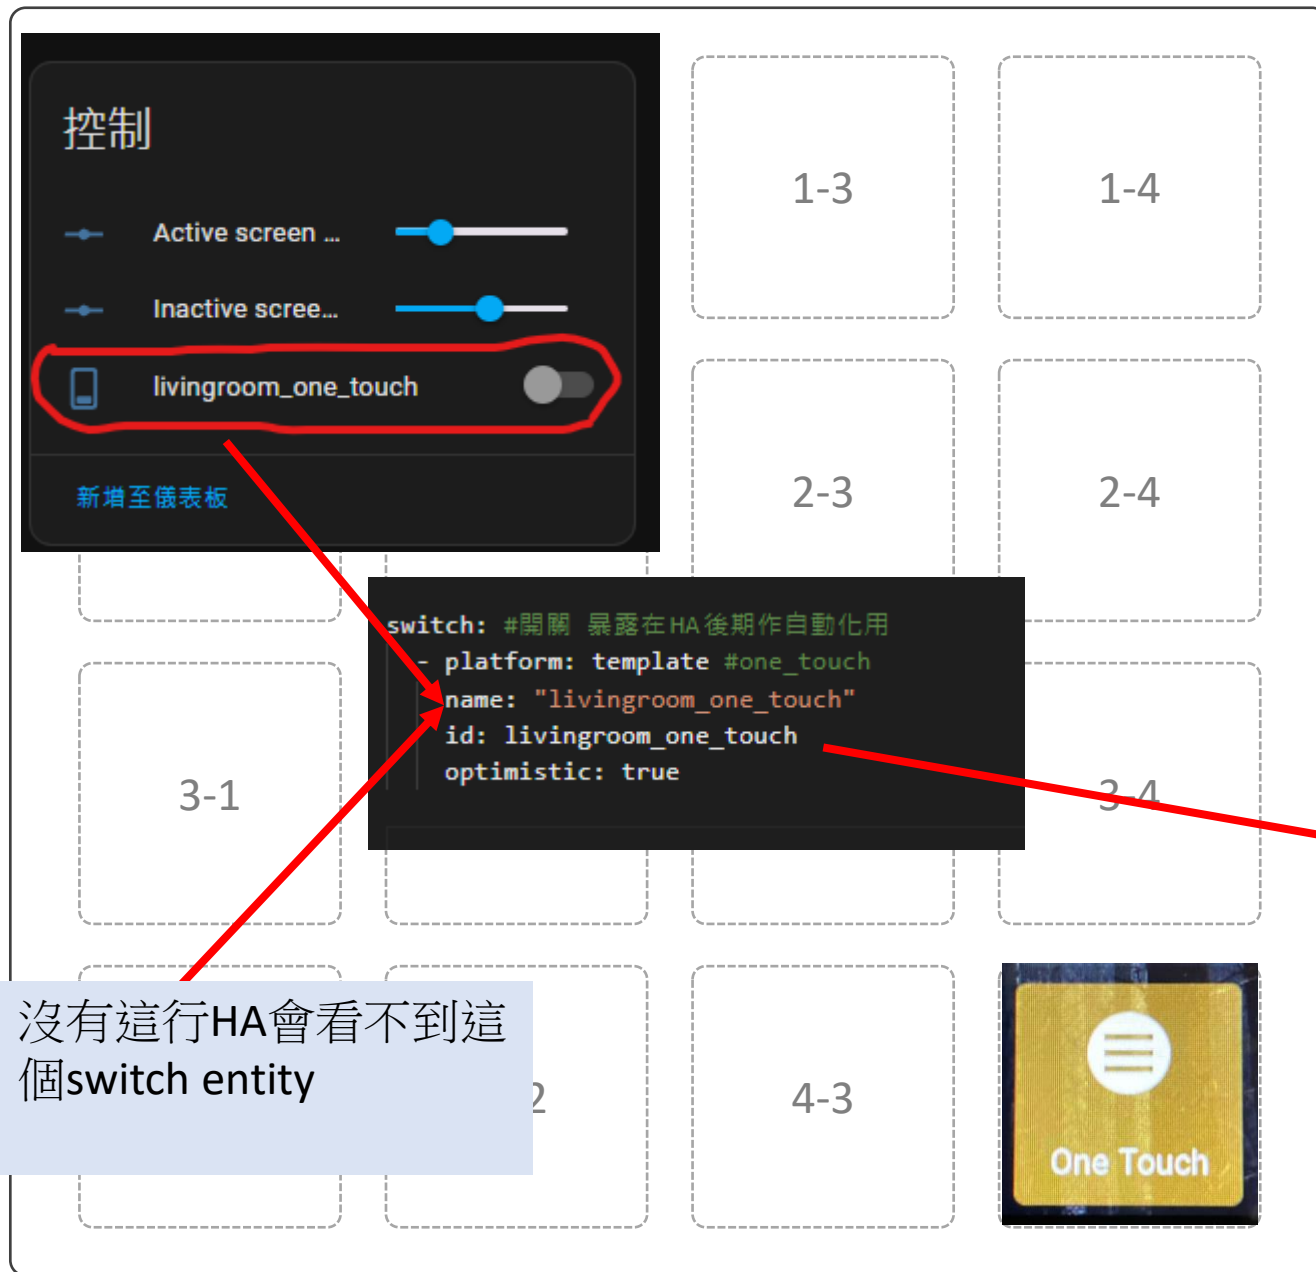 控制
1-3
1-4
Active screen ...
Inactive scree...
livingroom_one_touch
新增至儀表板
2-3
2-4
switch: #開關 暴露在HA後期作自動化用
- platform: template #one_touch
name: "livingroom_one_touch"
id: livingroom_one_touch
optimistic: true
3-1
3-4
沒有這行HA會看不到這
個switch entity
2
4-3
One Touch